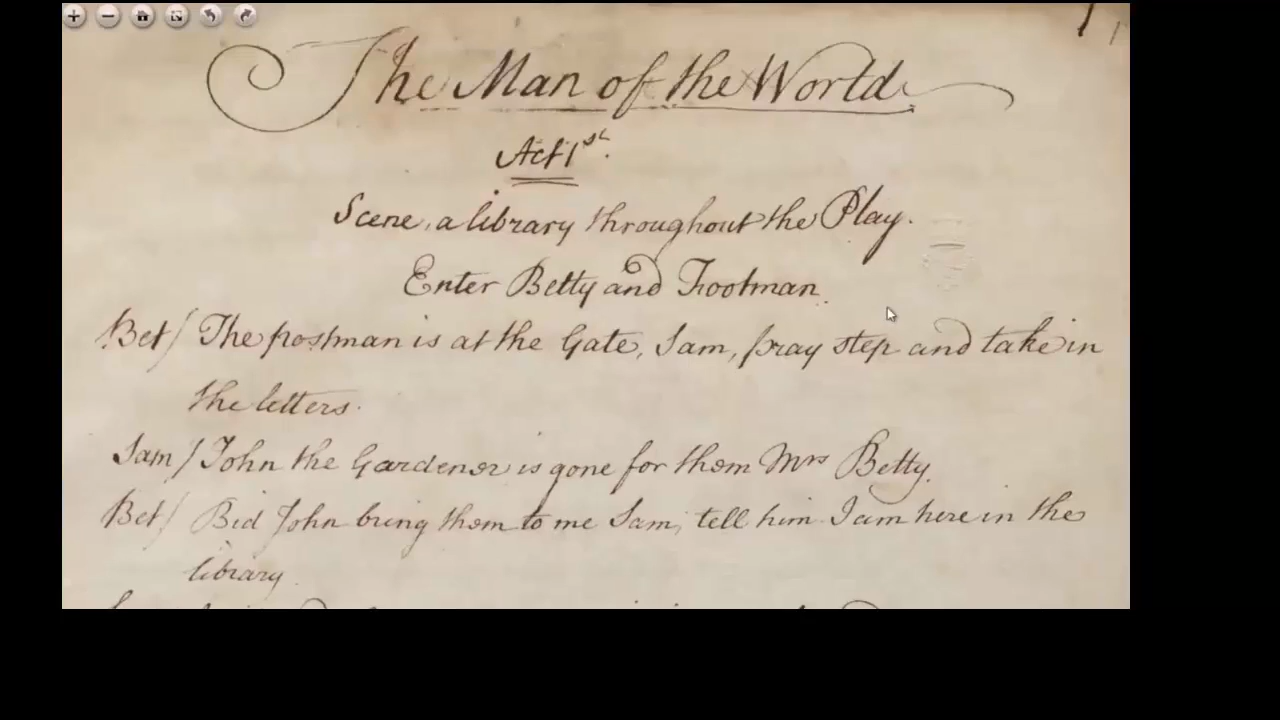 The Man of the World
Act 1st.
Scene, a library throughout the Play.
Enter Betty and Footman.
Bet/ The postman is at the Gate, Sam, pray step and take in
the letters.
Sam/ John the Gardener is gone for them Mrs Betty.
Bet/ Bid John bring them to me Sam, tell him I am here in the
library.